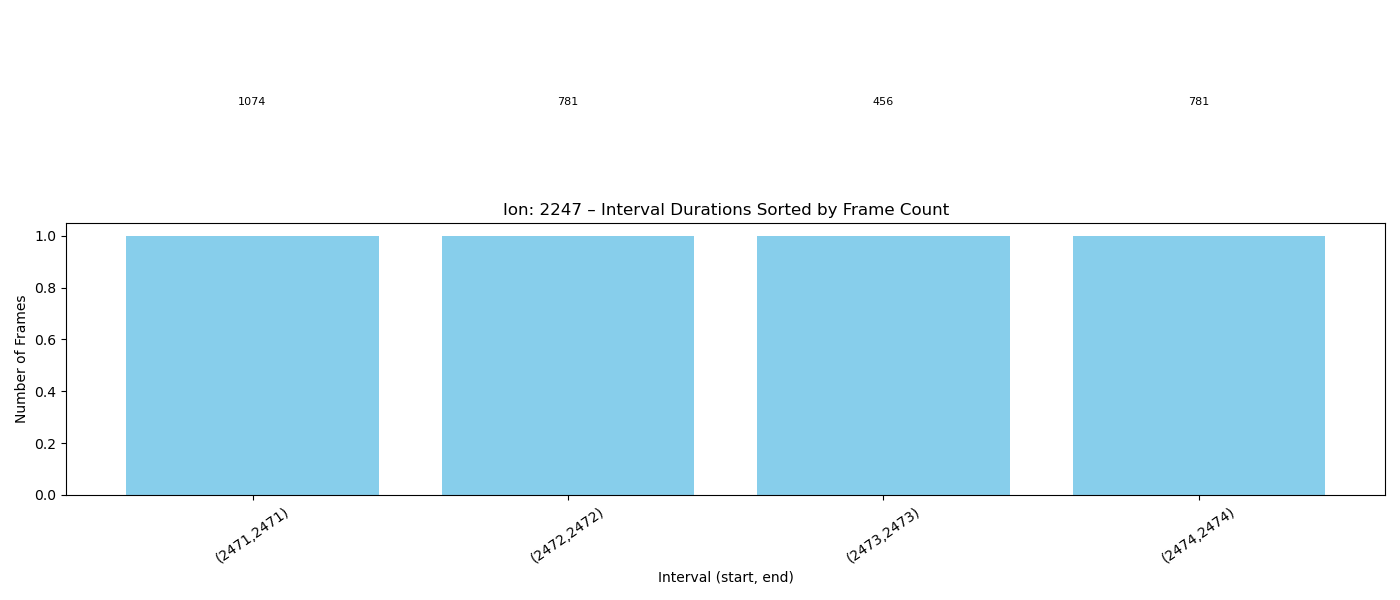 1074 781 456 781
Ion: 2247 – Interval Durations Sorted by Frame Count
1.0
0.8
0.6
0.4
0.2
0.0
Number of Frames
(2471,2471) (2472,2472) (2473,2473) (2474,2474)
Interval (start, end)